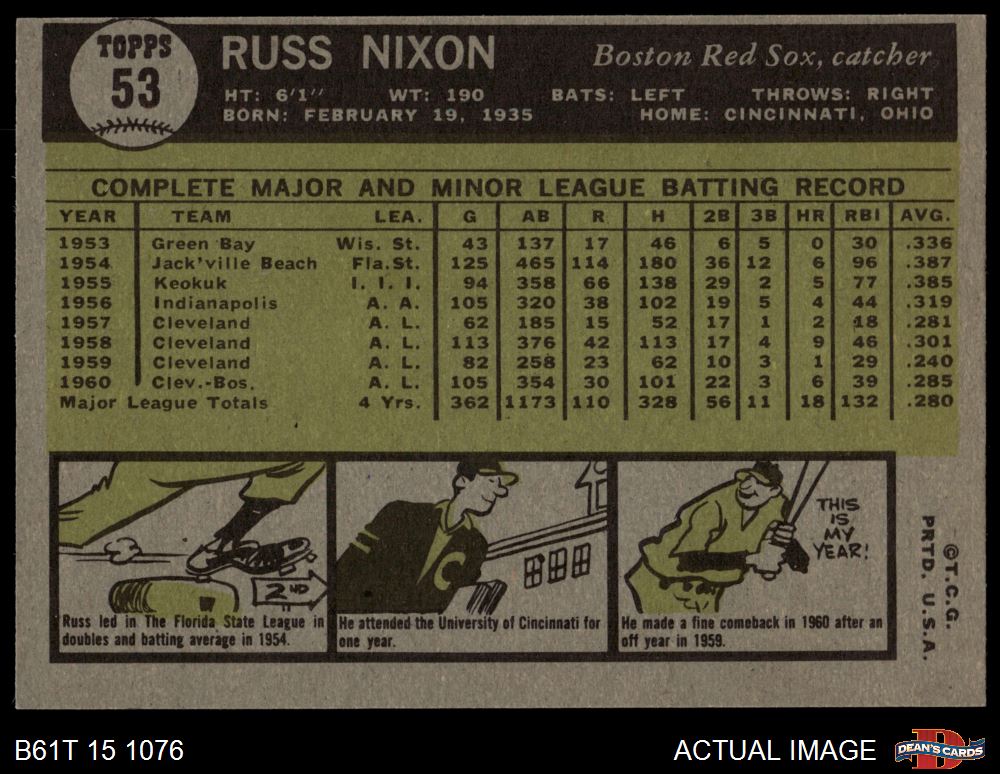 TOPPS
53
RUSS NIXON
Boston Red Sox, catcher
HT: 6'1" WT: 190 BATS: LEFT THROWS: RIGHT
BORN: FEBRUARY 19, 1935 HOME: CINCINNATI, OHIO
COMPLETE MAJOR AND MINOR LEAGUE BATTING RECORD
YEAR TEAM LEA. G AB R H 2B 3B HR RBI AVG.
1953 Green Bay Wis. St. 43 137 17 46 6 5 0 30 .336
1954 Jack'ville Beach Fla.St. 125 465 114 180 36 12 6 96 .387
1955 Keokuk I. I. I. 94 358 66 138 29 2 5 77 .385
1956 Indianapolis A. A. 105 320 38 102 19 5 4 44 .319
1957 Cleveland A. L. 62 185 15 52 17 1 2 18 .281
1958 Cleveland A. L. 113 376 42 113 17 4 9 46 .301
1959 Cleveland A. L. 82 258 23 62 10 3 1 29 .240
1960 Clev.-Bos. A. L. 105 354 30 101 22 3 6 39 .285
Major League Totals 4 Yrs. 362 1173 110 328 56 11 18 132 .280
2ND
Russ led in The Florida State League in
doubles and batting average in 1954.
C
He attended the University of Cincinnati for
one year.
THIS
IS
MY
YEAR!
He made a fine comeback in 1960 after an
off year in 1959.
©T.C.G.
PRTD. U.S.A.
B61T 15 1076
ACTUAL IMAGE
D
DEAN'S CARDS